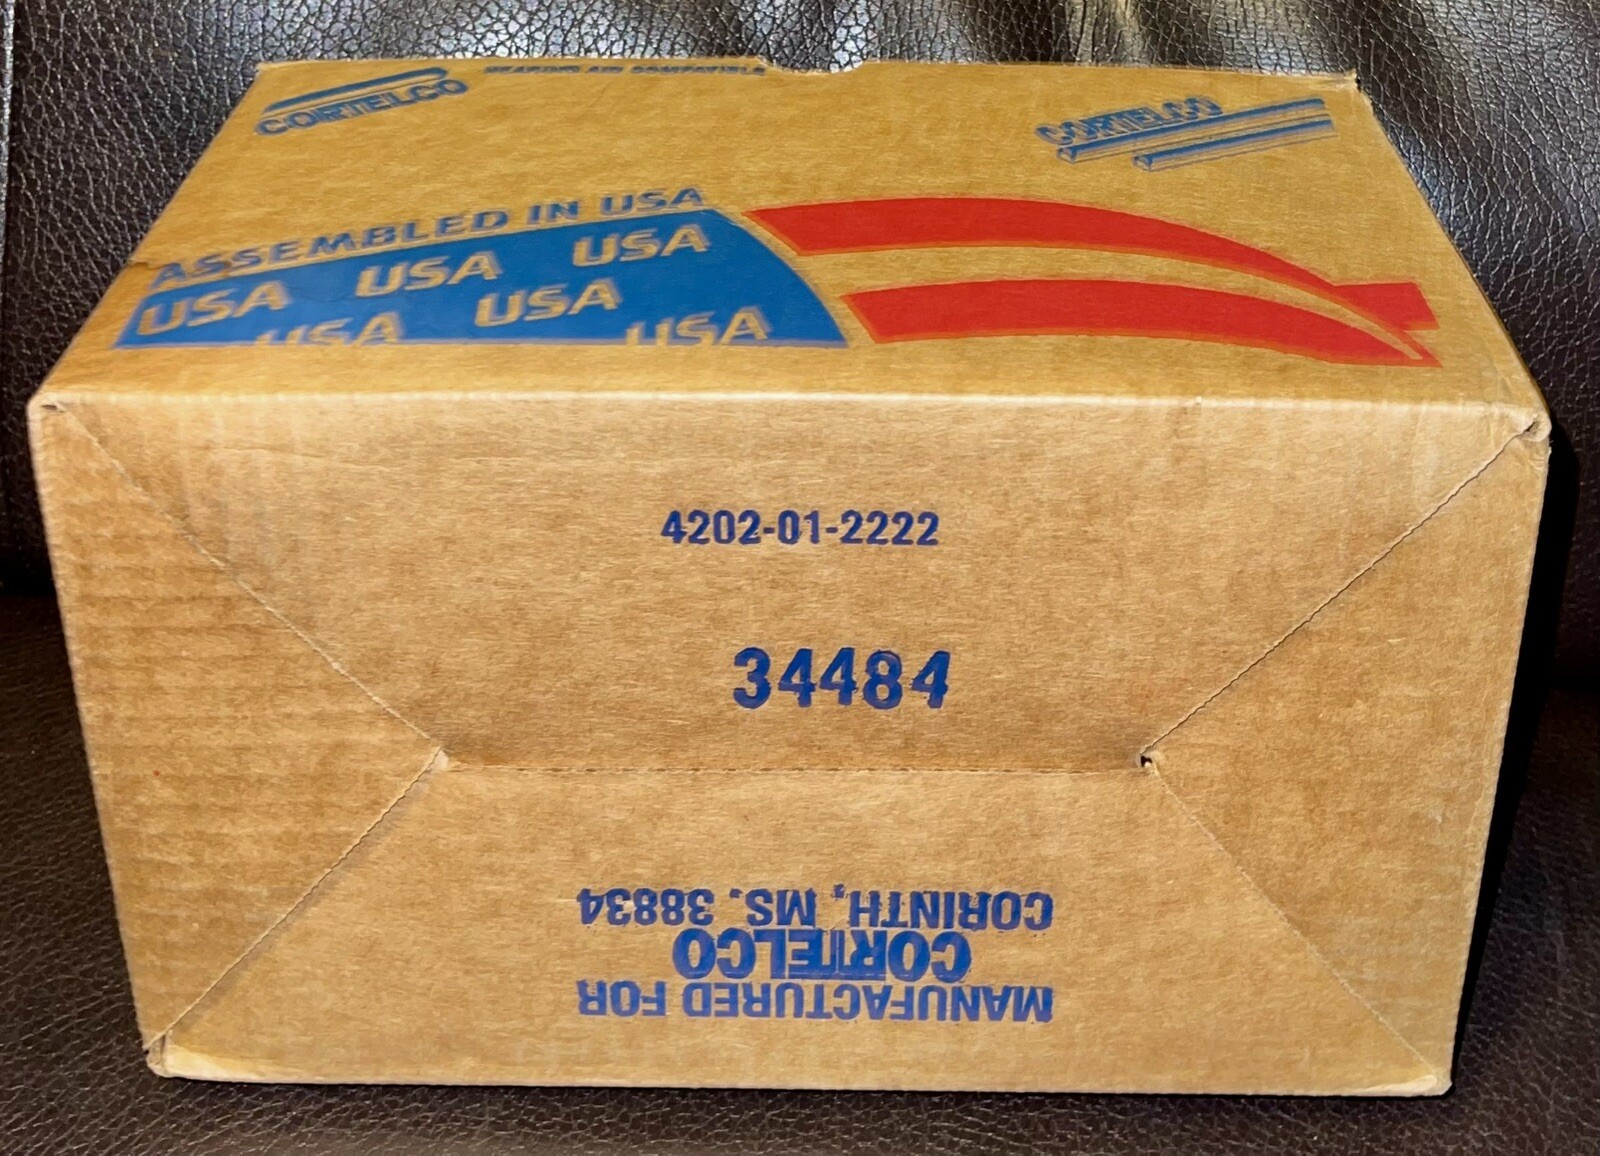 CORTELCO
HEARING AID COMPATIBLE
CORTELCO
ASSEMBLED IN USA
USA USA USA
USA USA USA
4202-01-2222
34484
MANUFACTURED FOR
CORTELCO
CORINTH, MS. 38834